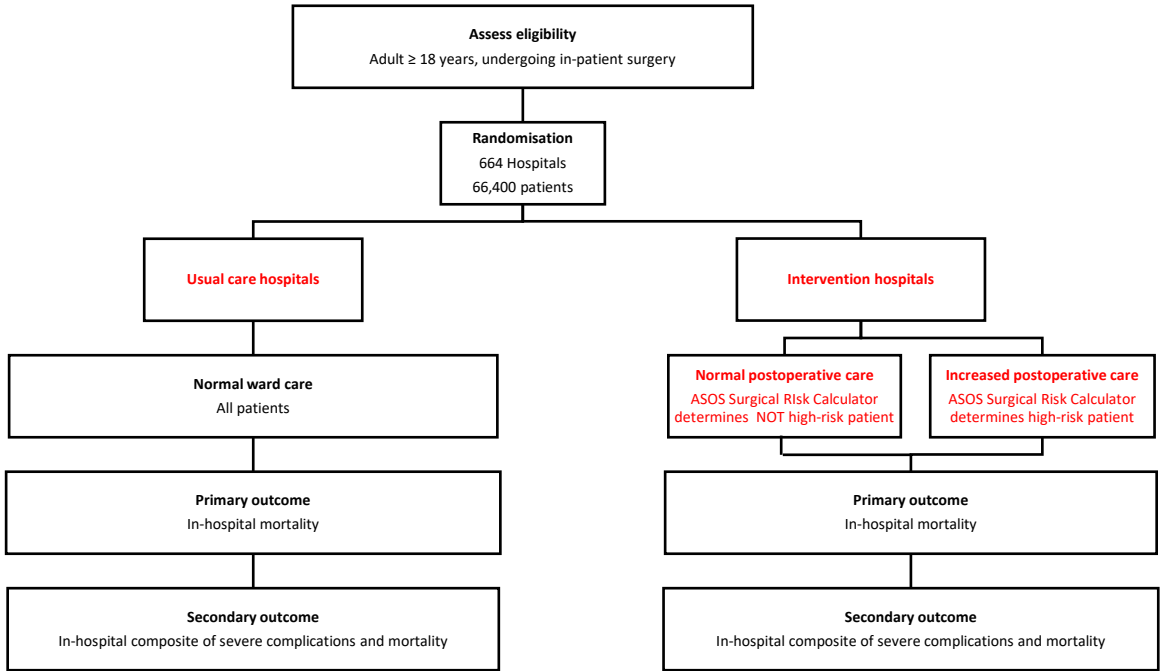 Assess eligibility
Adult ≥ 18 years, undergoing in-patient surgery
Randomisation
664 Hospitals
66,400 patients
Usual care hospitals
Intervention hospitals
Normal ward care
All patients
Normal postoperative care
ASOS Surgical RIsk Calculator
determines NOT high-risk patient
Increased postoperative care
ASOS Surgical Risk Calculator
determines high-risk patient
Primary outcome
In-hospital mortality
Primary outcome
In-hospital mortality
Secondary outcome
In-hospital composite of severe complications and mortality
Secondary outcome
In-hospital composite of severe complications and mortality